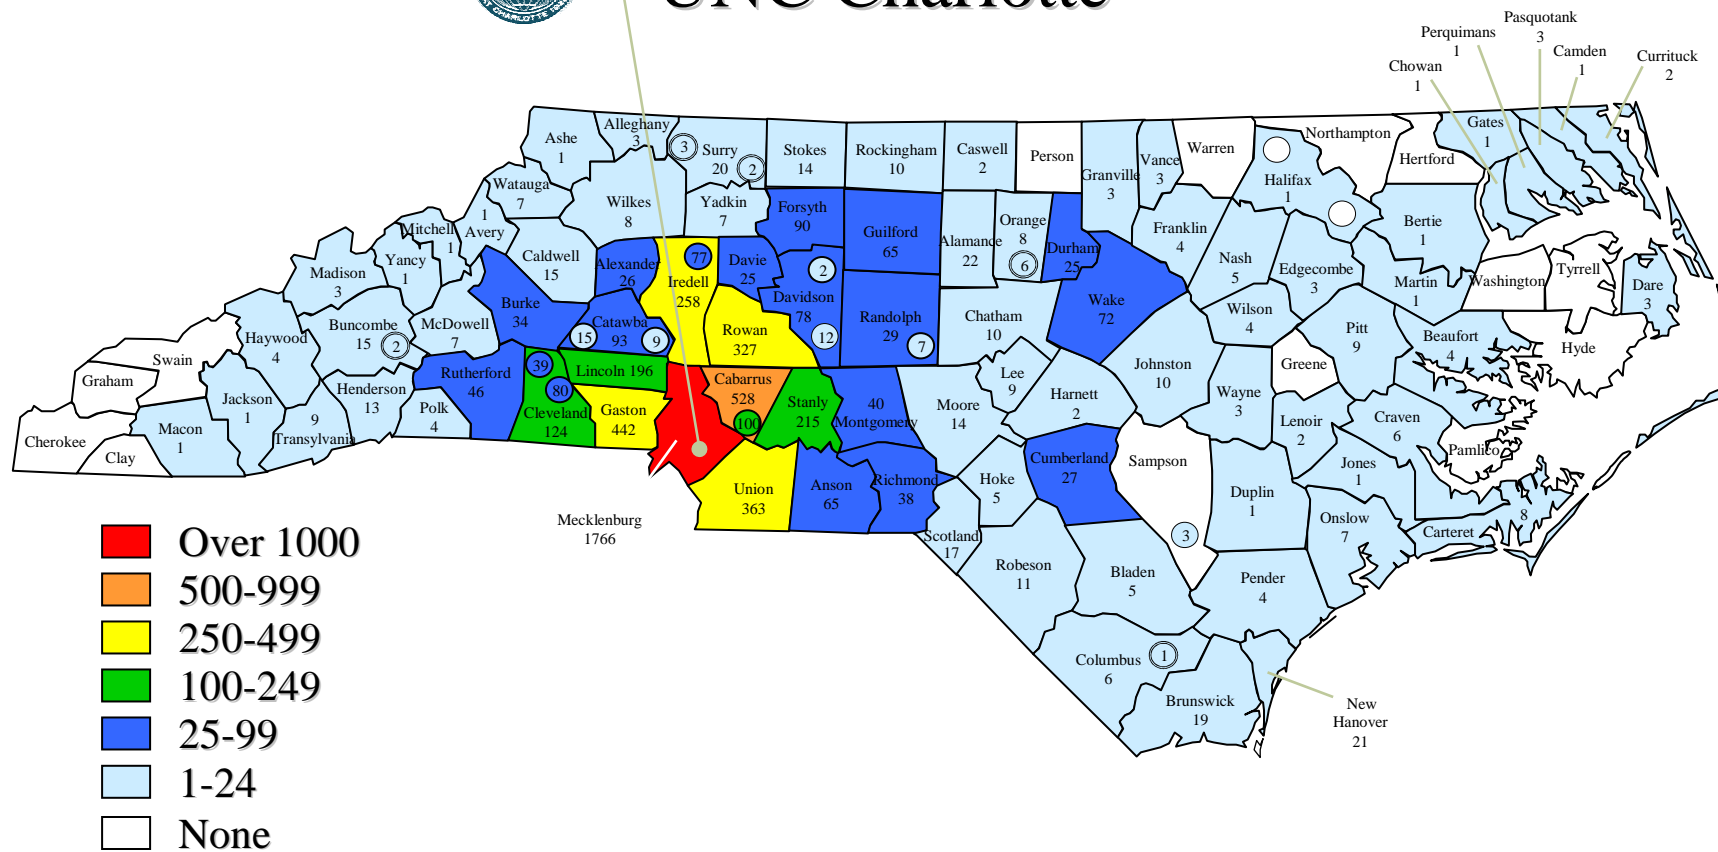 UNC Charlotte
Pasquotank
3
Perquimans
1
Camden
1
Currituck
2
Chowan
1
Ashe
1
Alleghany
3
3
Surry
20
2
Stokes
14
Rockingham
10
Caswell
2
Person
Granville
3
Vance
3
Warren
Northampton
Halifax
1
Hertford
Gates
1
Watauga
7
Wilkes
8
Yadkin
7
Forsyth
90
Guilford
65
Alamance
22
Orange
8
6
Durham
25
Franklin
4
Nash
5
Edgecombe
3
Bertie
1
Martin
1
Washington
Tyrrell
Dare
3
Mitchell
1
1
Avery
Yancy
1
Madison
3
Caldwell
15
Alexander
26
77
Iredell
258
Davie
25
2
Davidson
78
12
Randolph
29
7
Chatham
10
Wake
72
Wilson
4
Pitt
9
Beaufort
4
Hyde
Burke
34
Catawba
93
15
9
Rowan
327
Haywood
4
Buncombe
15
2
McDowell
7
Swain
Graham
Jackson
1
Henderson
13
Polk
4
Rutherford
46
39
80
Cleveland
124
Lincoln 196
Gaston
442
Cabarrus
528
100
Stanly
215
40
Montgomery
Moore
14
Lee
9
Harnett
2
Johnston
10
Greene
Wayne
3
Lenoir
2
Craven
6
Pamlico
Jones
1
Cherokee
Clay
Macon
1
9
Transylvania
Mecklenburg
1766
Union
363
Anson
65
Richmond
38
Hoke
5
Cumberland
27
Sampson
3
Duplin
1
Onslow
7
Carteret
8
Scotland
17
Robeson
11
Bladen
5
Pender
4
Columbus
6
1
Brunswick
19
New
Hanover
21
Over 1000
500-999
250-499
100-249
25-99
1-24
None